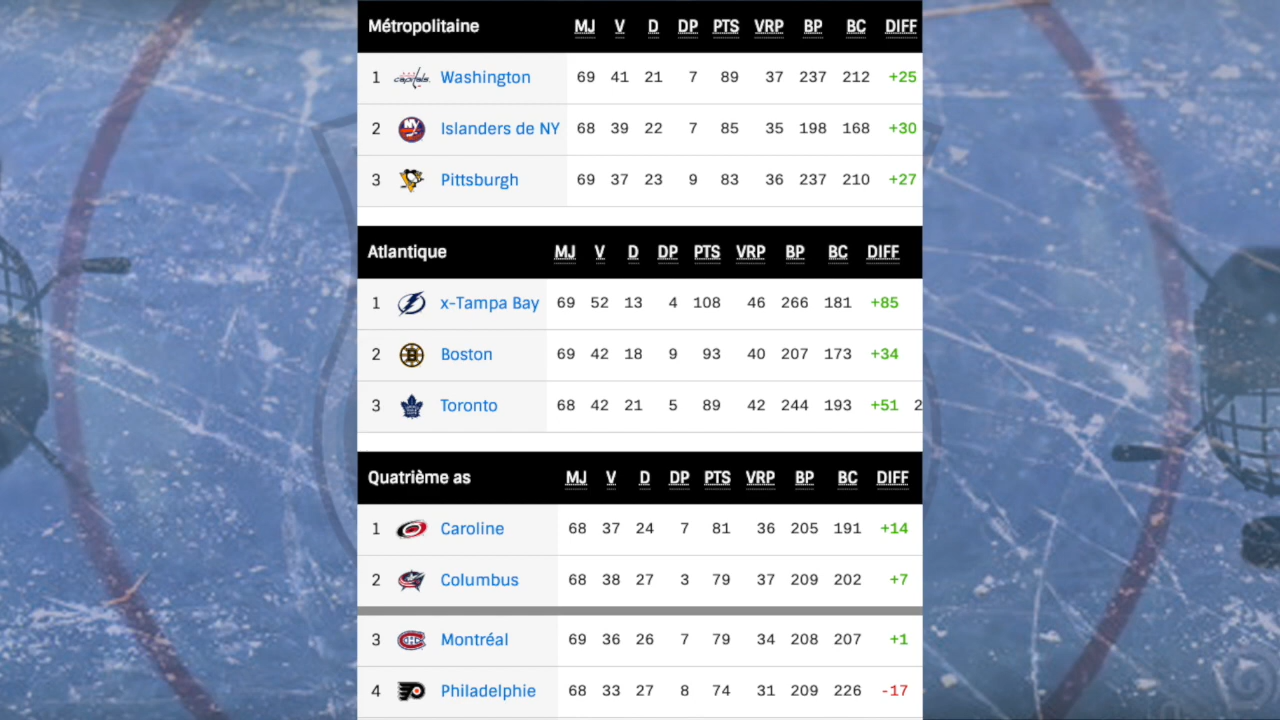 Métropolitaine MJ V D DP PTS VRP BP BC DIFF
1 capitals Washington 69 41 21 7 89 37 237 212 +25
2 NY Islanders de NY 68 39 22 7 85 35 198 168 +30
3 Pittsburgh 69 37 23 9 83 36 237 210 +27
Atlantique MJ V D DP PTS VRP BP BC DIFF
1 x-Tampa Bay 69 52 13 4 108 46 266 181 +85
2 B Boston 69 42 18 9 93 40 207 173 +34
3 Toronto 68 42 21 5 89 42 244 193 +51 2
Quatrième as MJ V D DP PTS VRP BP BC DIFF
1 Caroline 68 37 24 7 81 36 205 191 +14
2 Columbus 68 38 27 3 79 37 209 202 +7
3 Montréal 69 36 26 7 79 34 208 207 +1
4 Philadelphie 68 33 27 8 74 31 209 226 -17